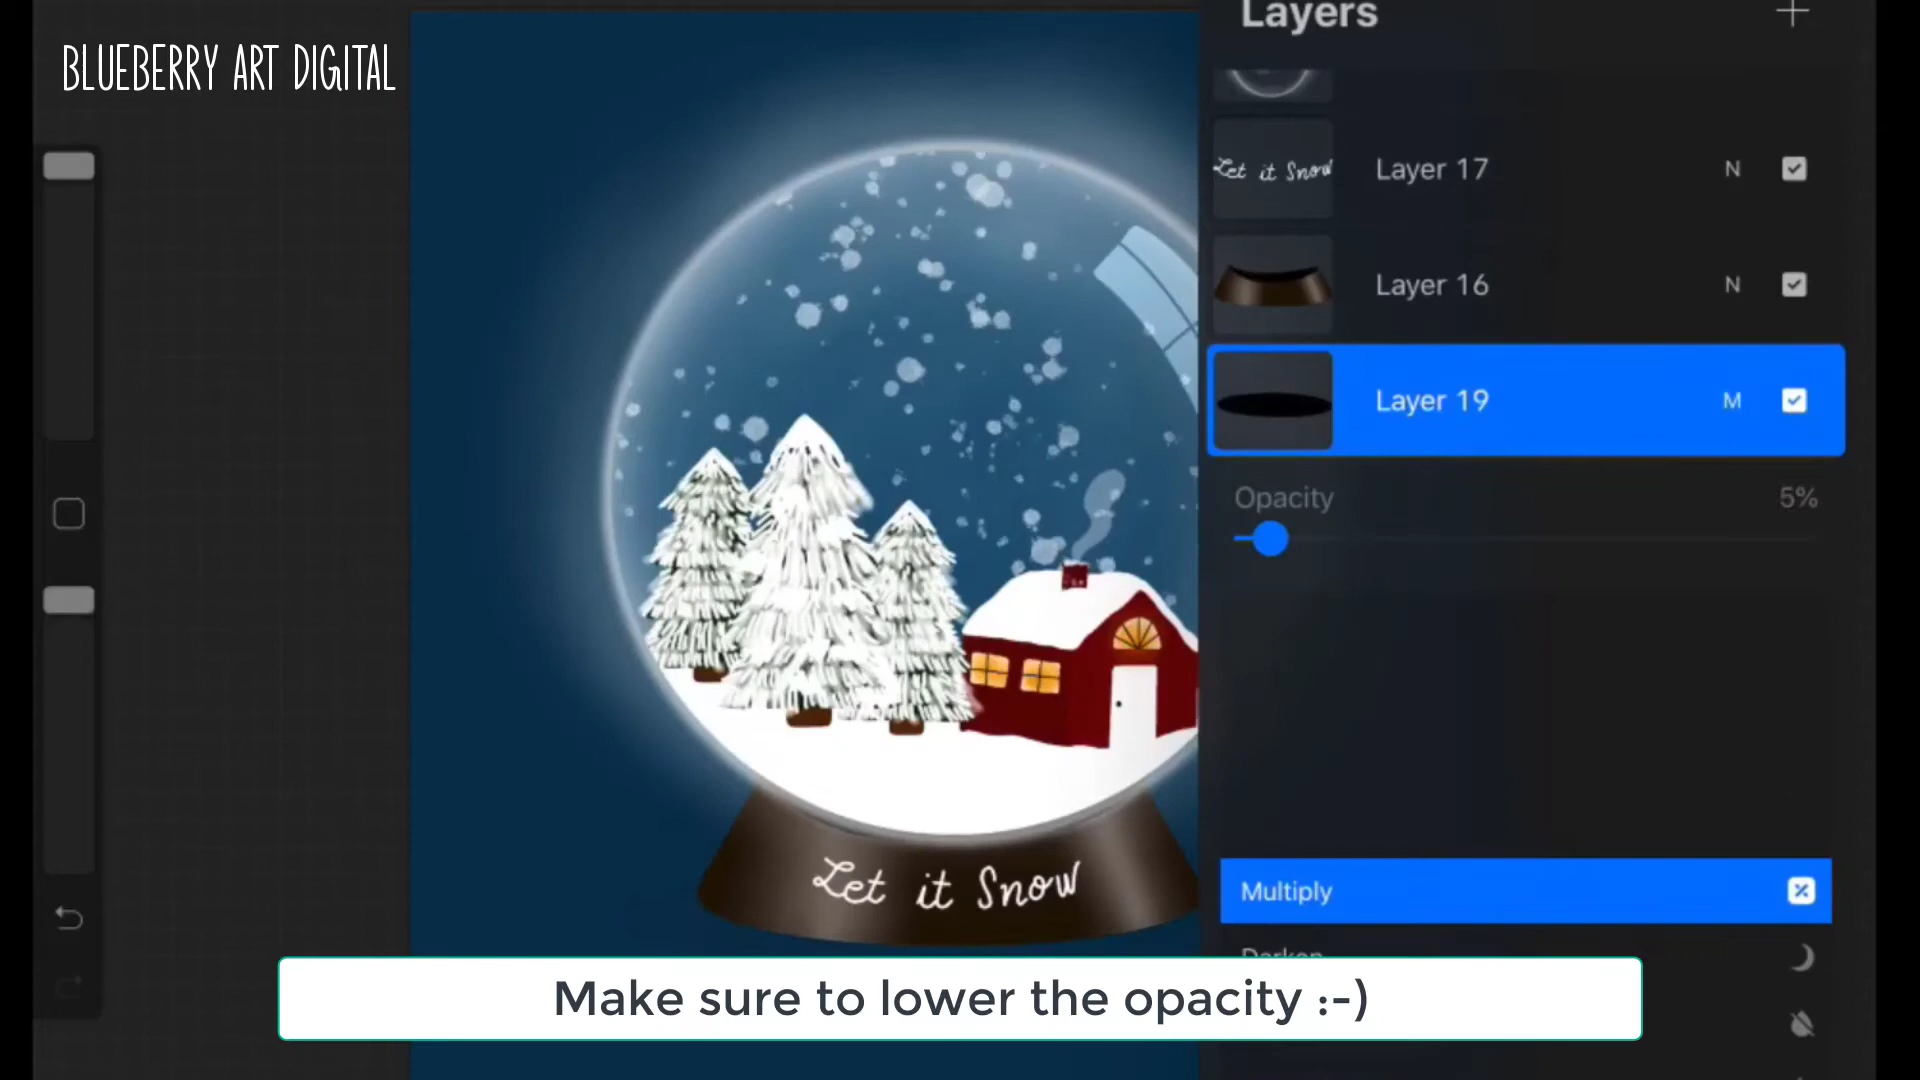 BLUEBERRY ART DIGITAL
Layers
Let it Snow
Layer 17
N
Layer 16
N
Layer 19
M
Opacity
5%
Multiply
Darken
Let it Snow
Make sure to lower the opacity :-)